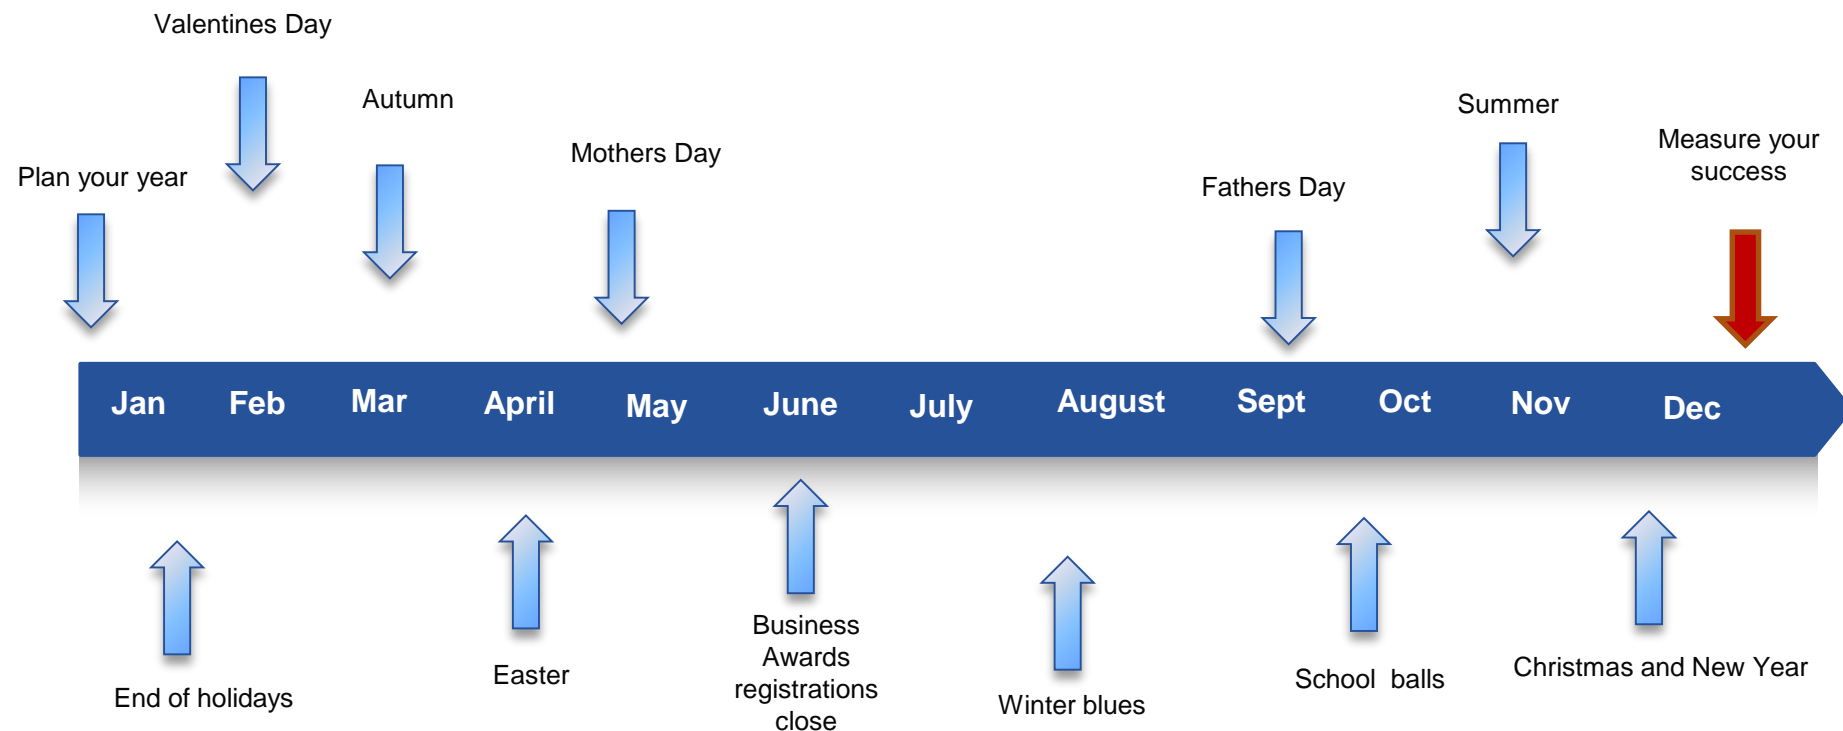 Valentines Day
Autumn
Summer
Plan your year
Mothers Day
Fathers Day
Measure your
success
Jan Feb Mar April May June July August Sept Oct Nov Dec
End of holidays
Easter
Business
Awards
registrations
close
Winter blues
School balls
Christmas and New Year